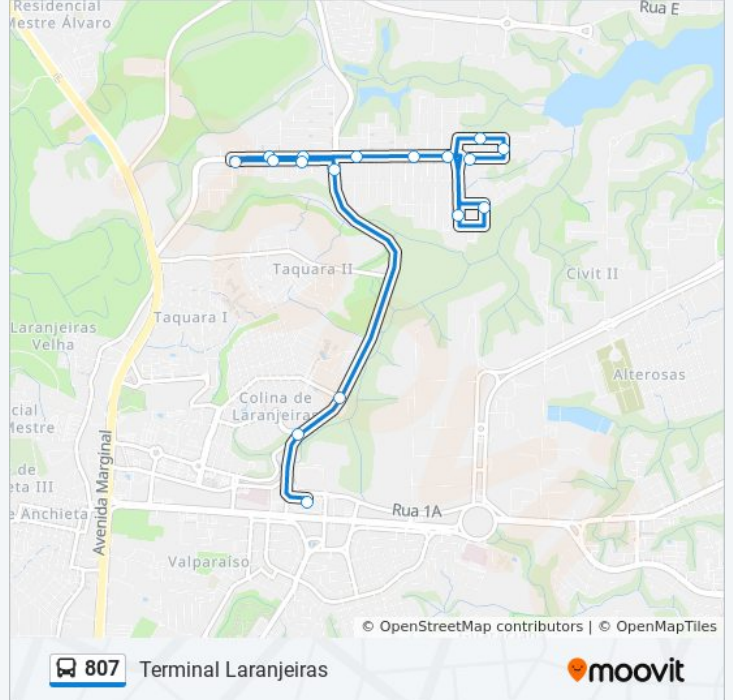 Residencial
Mestre Álvaro
Rua E
Taquara II
Civit II
Taquara I
Laranjeiras
Velha
Alterosas
Colina de
Laranjeiras
cial
Mestre
Avenida Marginal
de
eta III
e Anchieta
Rua 1A
Valparaíso
© OpenStreetMap contributors | © OpenMapTiles
807 Terminal Laranjeiras
moovit